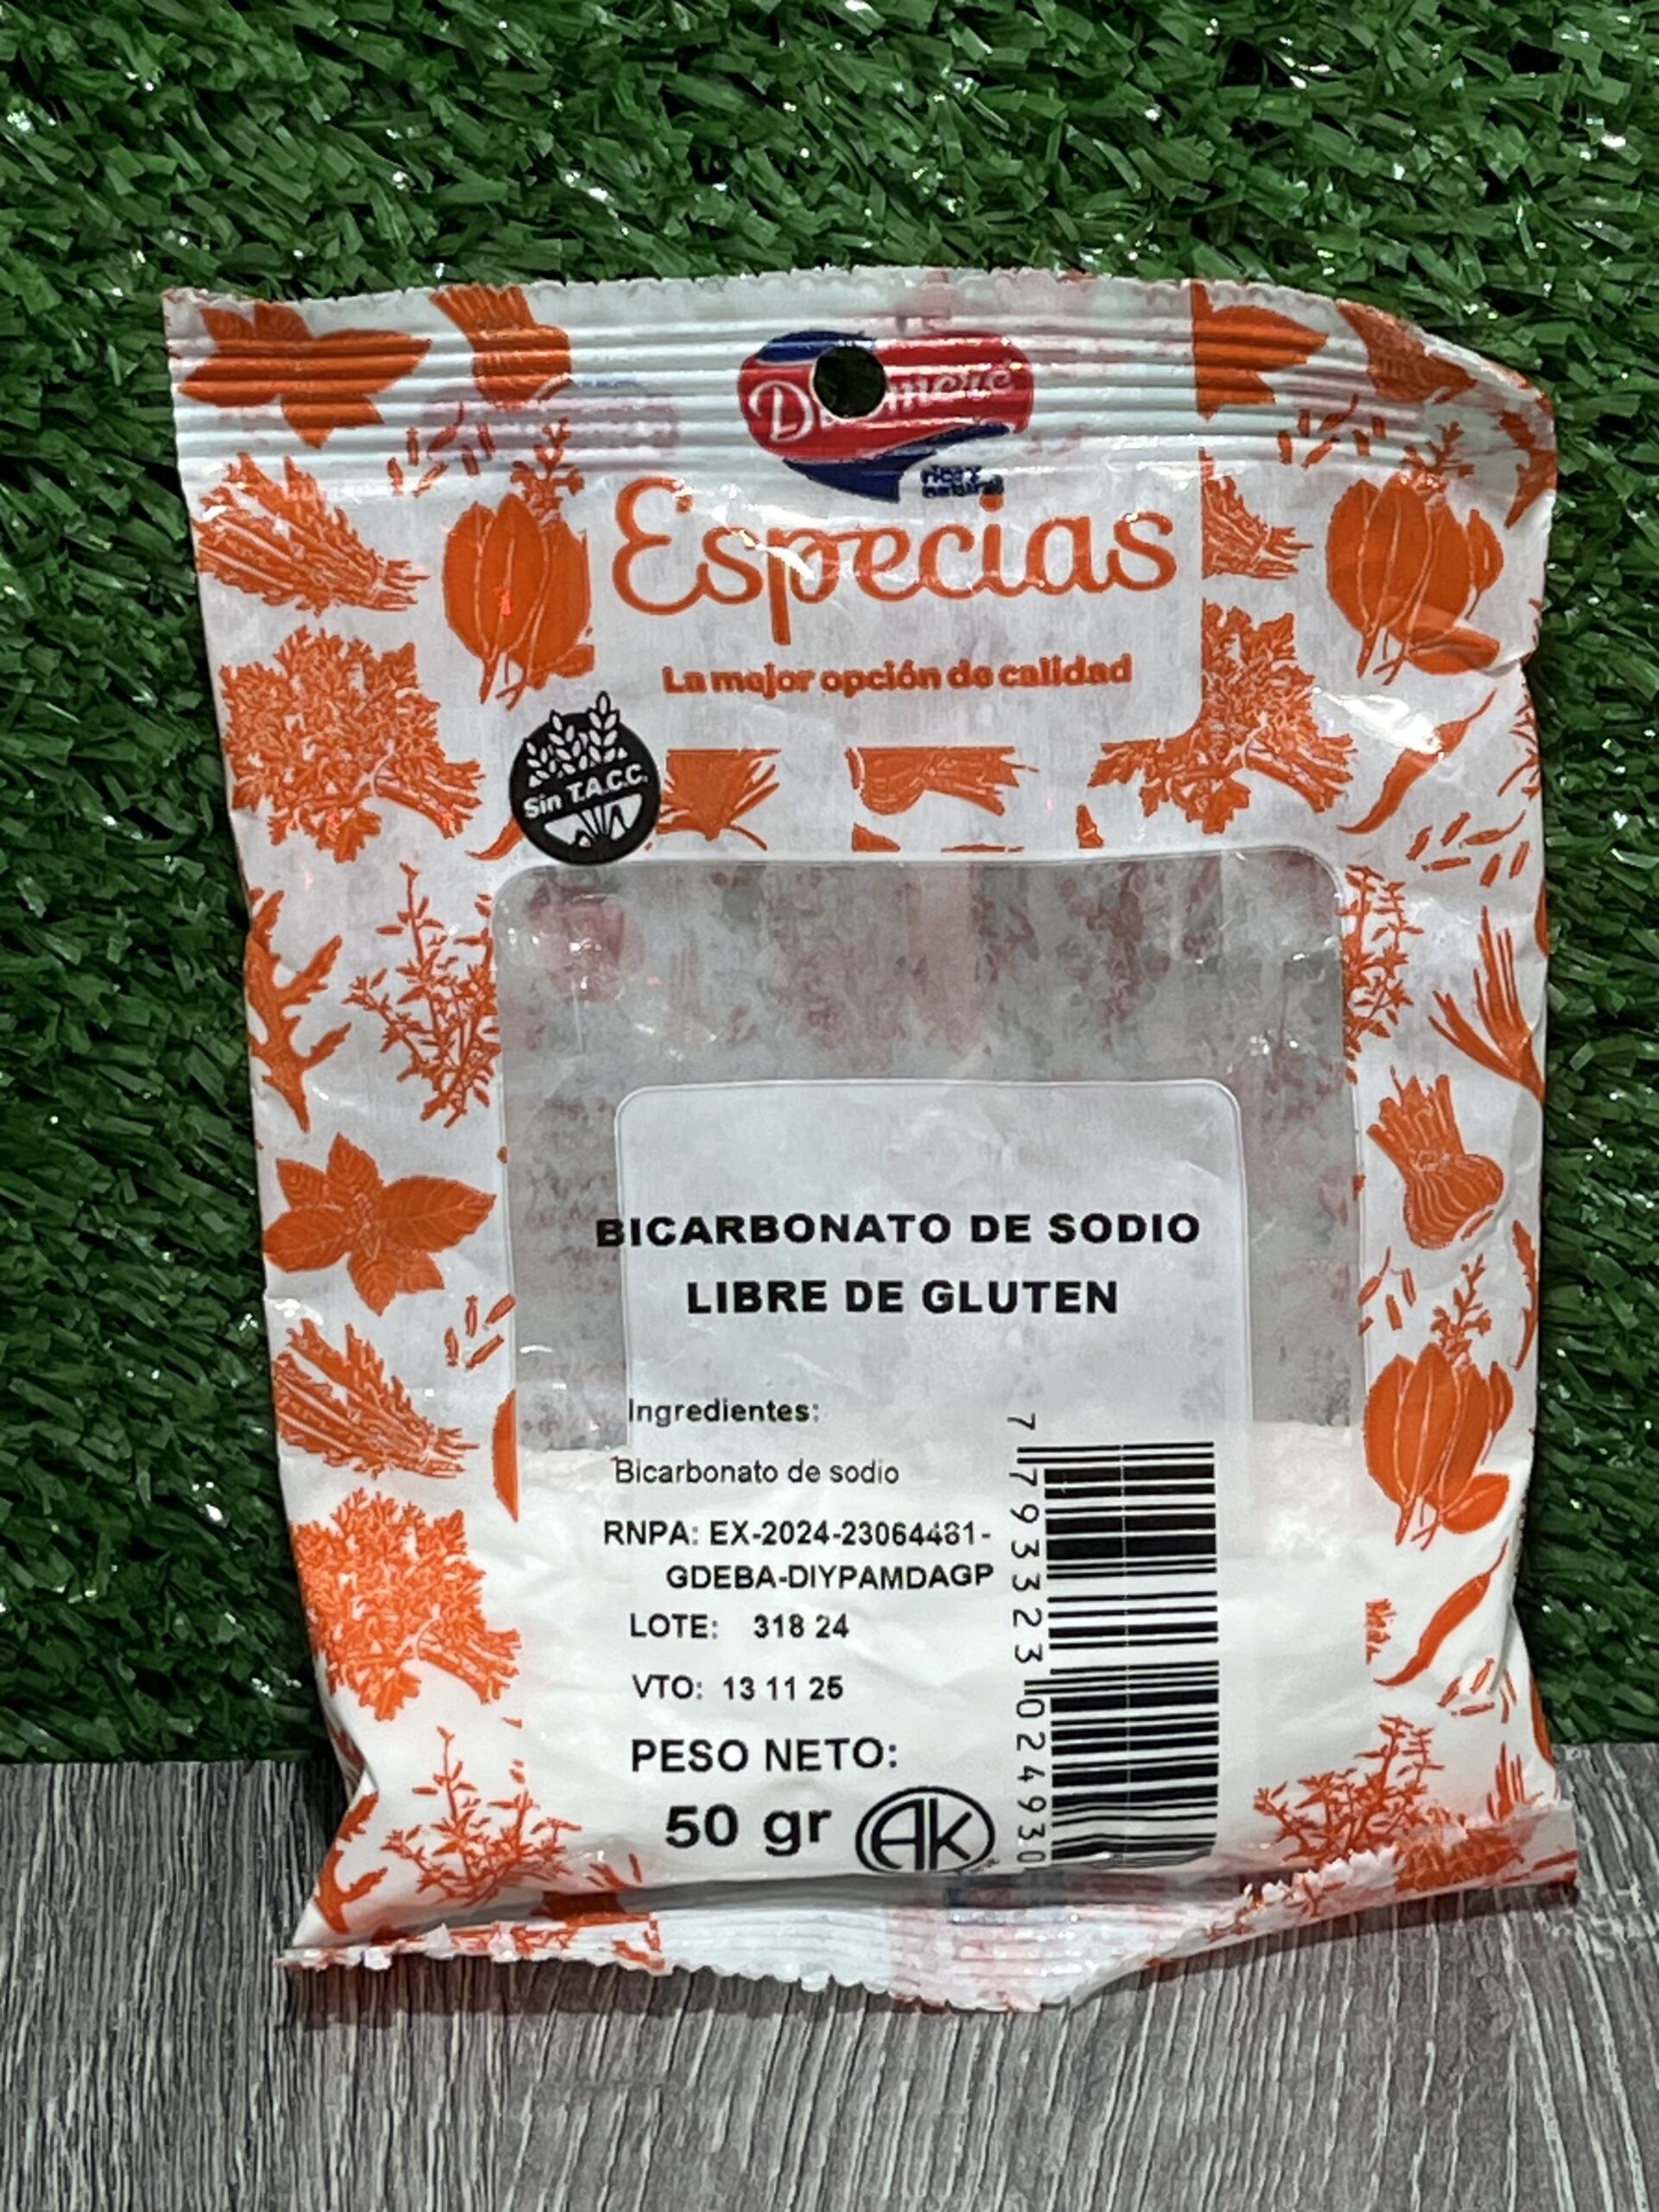 Especias
La mejor opción de calidad
Sin T.A.C.C.
BICARBONATO DE SODIO
LIBRE DE GLUTEN
Ingredientes:
Bicarbonato de sodio
RNPA: EX-2024-23064481-
GDEBA-DIYPAMDAGP
LOTE: 318 24
VTO: 13 11 25
PESO NETO:
50 gr
AK
7 793323 024930